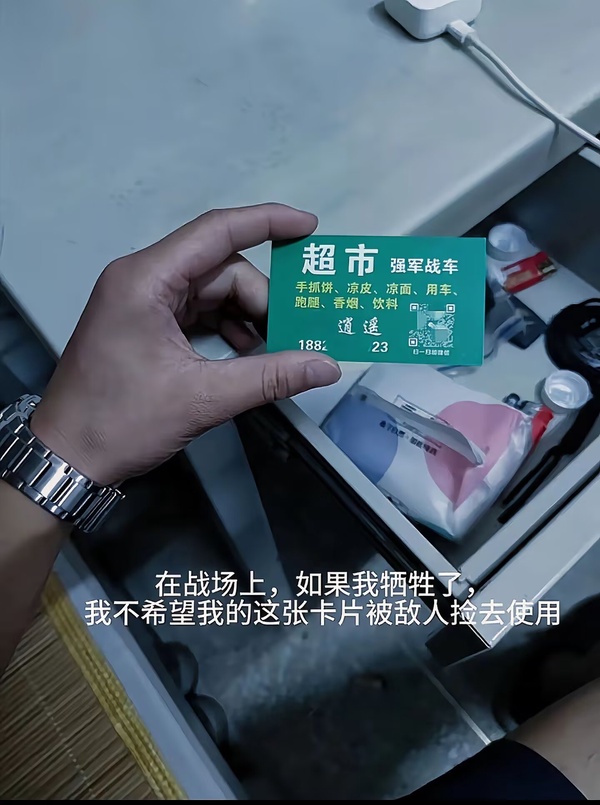 超市 强军战车
手抓饼、凉皮、凉面、用车、
跑腿、香烟、饮料
逍遥
1882 23
扫一扫加微信
在战场上，如果我牺牲了，
我不希望我的这张卡片被敌人捡去使用